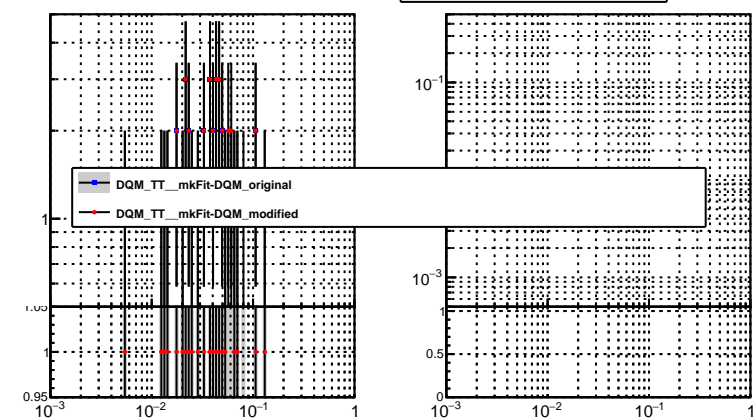 10⁻¹
DQM_TT__mkFit-DQM_original
DQM_TT__mkFit-DQM_modified
1
10⁻³
1.05
1
1
0.5
0.95
0
10⁻³ 10⁻² 10⁻¹ 1
10⁻³ 10⁻² 10⁻¹ 1